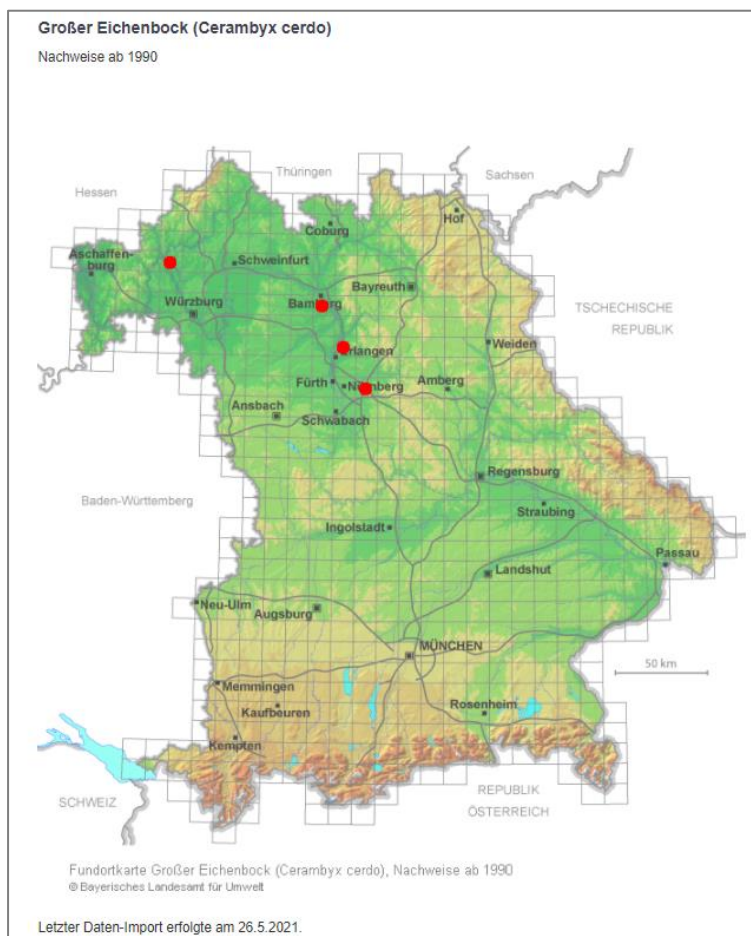 Großer Eichenbock (Cerambyx cerdo)
Nachweise ab 1990
Thüringen
Sachsen
Hessen
Hof
Coburg
Aschaffen-
burg
Schweinfurt
Bayreuth
Bamberg
Würzburg
TSCHECHISCHE
REPUBLIK
Erlangen
Weiden
Fürth
Nürnberg
Amberg
Ansbach
Schwabach
Regensburg
Baden-Württemberg
Straubing
Ingolstadt
Passau
Landshut
Neu-Ulm
Augsburg
MÜNCHEN
50 km
Memmingen
Kaufbeuren
Rosenheim
Kempten
SCHWEIZ
REPUBLIK
ÖSTERREICH
Fundortkarte Großer Eichenbock (Cerambyx cerdo), Nachweise ab 1990
© Bayerisches Landesamt für Umwelt
Letzter Daten-Import erfolgte am 26.5.2021.